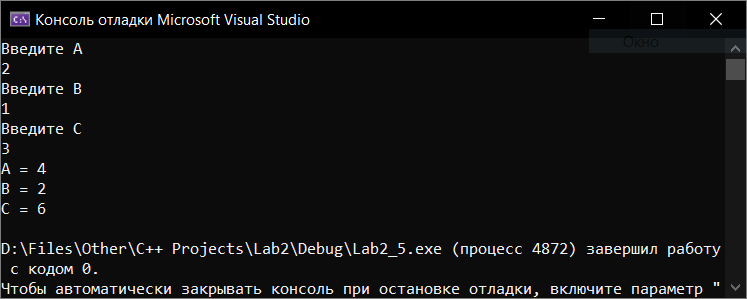 Консоль отладки Microsoft Visual Studio
Окно
Введите A
2
Введите B
1
Введите C
3
A = 4
B = 2
C = 6
D:\Files\Other\C++ Projects\Lab2\Debug\Lab2_5.exe (процесс 4872) завершил работу
с кодом 0.
Чтобы автоматически закрывать консоль при остановке отладки, включите параметр "